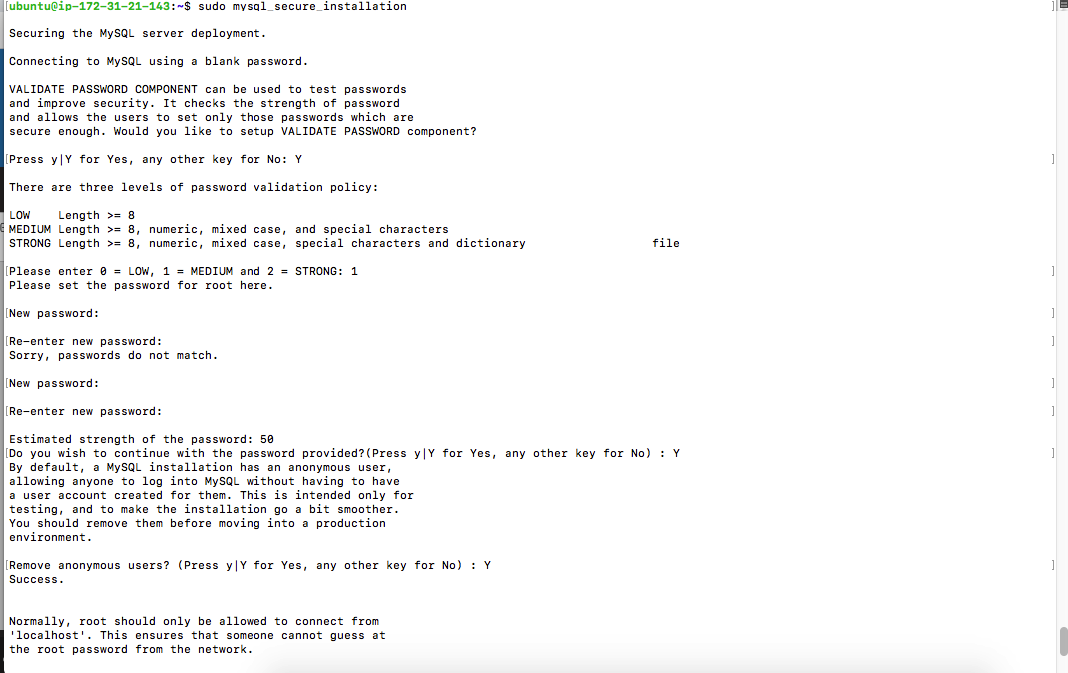 [ubuntu@ip-172-31-21-143:~$ sudo mysql_secure_installation ]
Securing the MySQL server deployment.
Connecting to MySQL using a blank password.
VALIDATE PASSWORD COMPONENT can be used to test passwords
and improve security. It checks the strength of password
and allows the users to set only those passwords which are
secure enough. Would you like to setup VALIDATE PASSWORD component?
[Press y|Y for Yes, any other key for No: Y ]
There are three levels of password validation policy:
LOW    Length >= 8
MEDIUM Length >= 8, numeric, mixed case, and special characters
STRONG Length >= 8, numeric, mixed case, special characters and dictionary                  file
[Please enter 0 = LOW, 1 = MEDIUM and 2 = STRONG: 1 ]
Please set the password for root here.
[New password: ]
[Re-enter new password: ]
Sorry, passwords do not match.
[New password: ]
[Re-enter new password: ]
Estimated strength of the password: 50
[Do you wish to continue with the password provided?(Press y|Y for Yes, any other key for No) : Y ]
By default, a MySQL installation has an anonymous user,
allowing anyone to log into MySQL without having to have
a user account created for them. This is intended only for
testing, and to make the installation go a bit smoother.
You should remove them before moving into a production
environment.
[Remove anonymous users? (Press y|Y for Yes, any other key for No) : Y ]
Success.
Normally, root should only be allowed to connect from
'localhost'. This ensures that someone cannot guess at
the root password from the network.